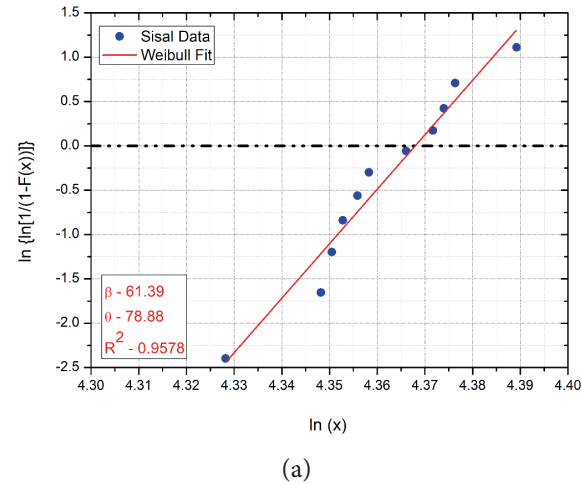 1.5
Sisal Data
Weibull Fit
1.0
0.5
0.0
-0.5
-1.0
-1.5
-2.0
-2.5
ln {ln[1/(1-F(x))]}
β - 61.39
θ - 78.88
R2 - 0.9578
4.30 4.31 4.32 4.33 4.34 4.35 4.36 4.37 4.38 4.39 4.40
ln (x)
(a)